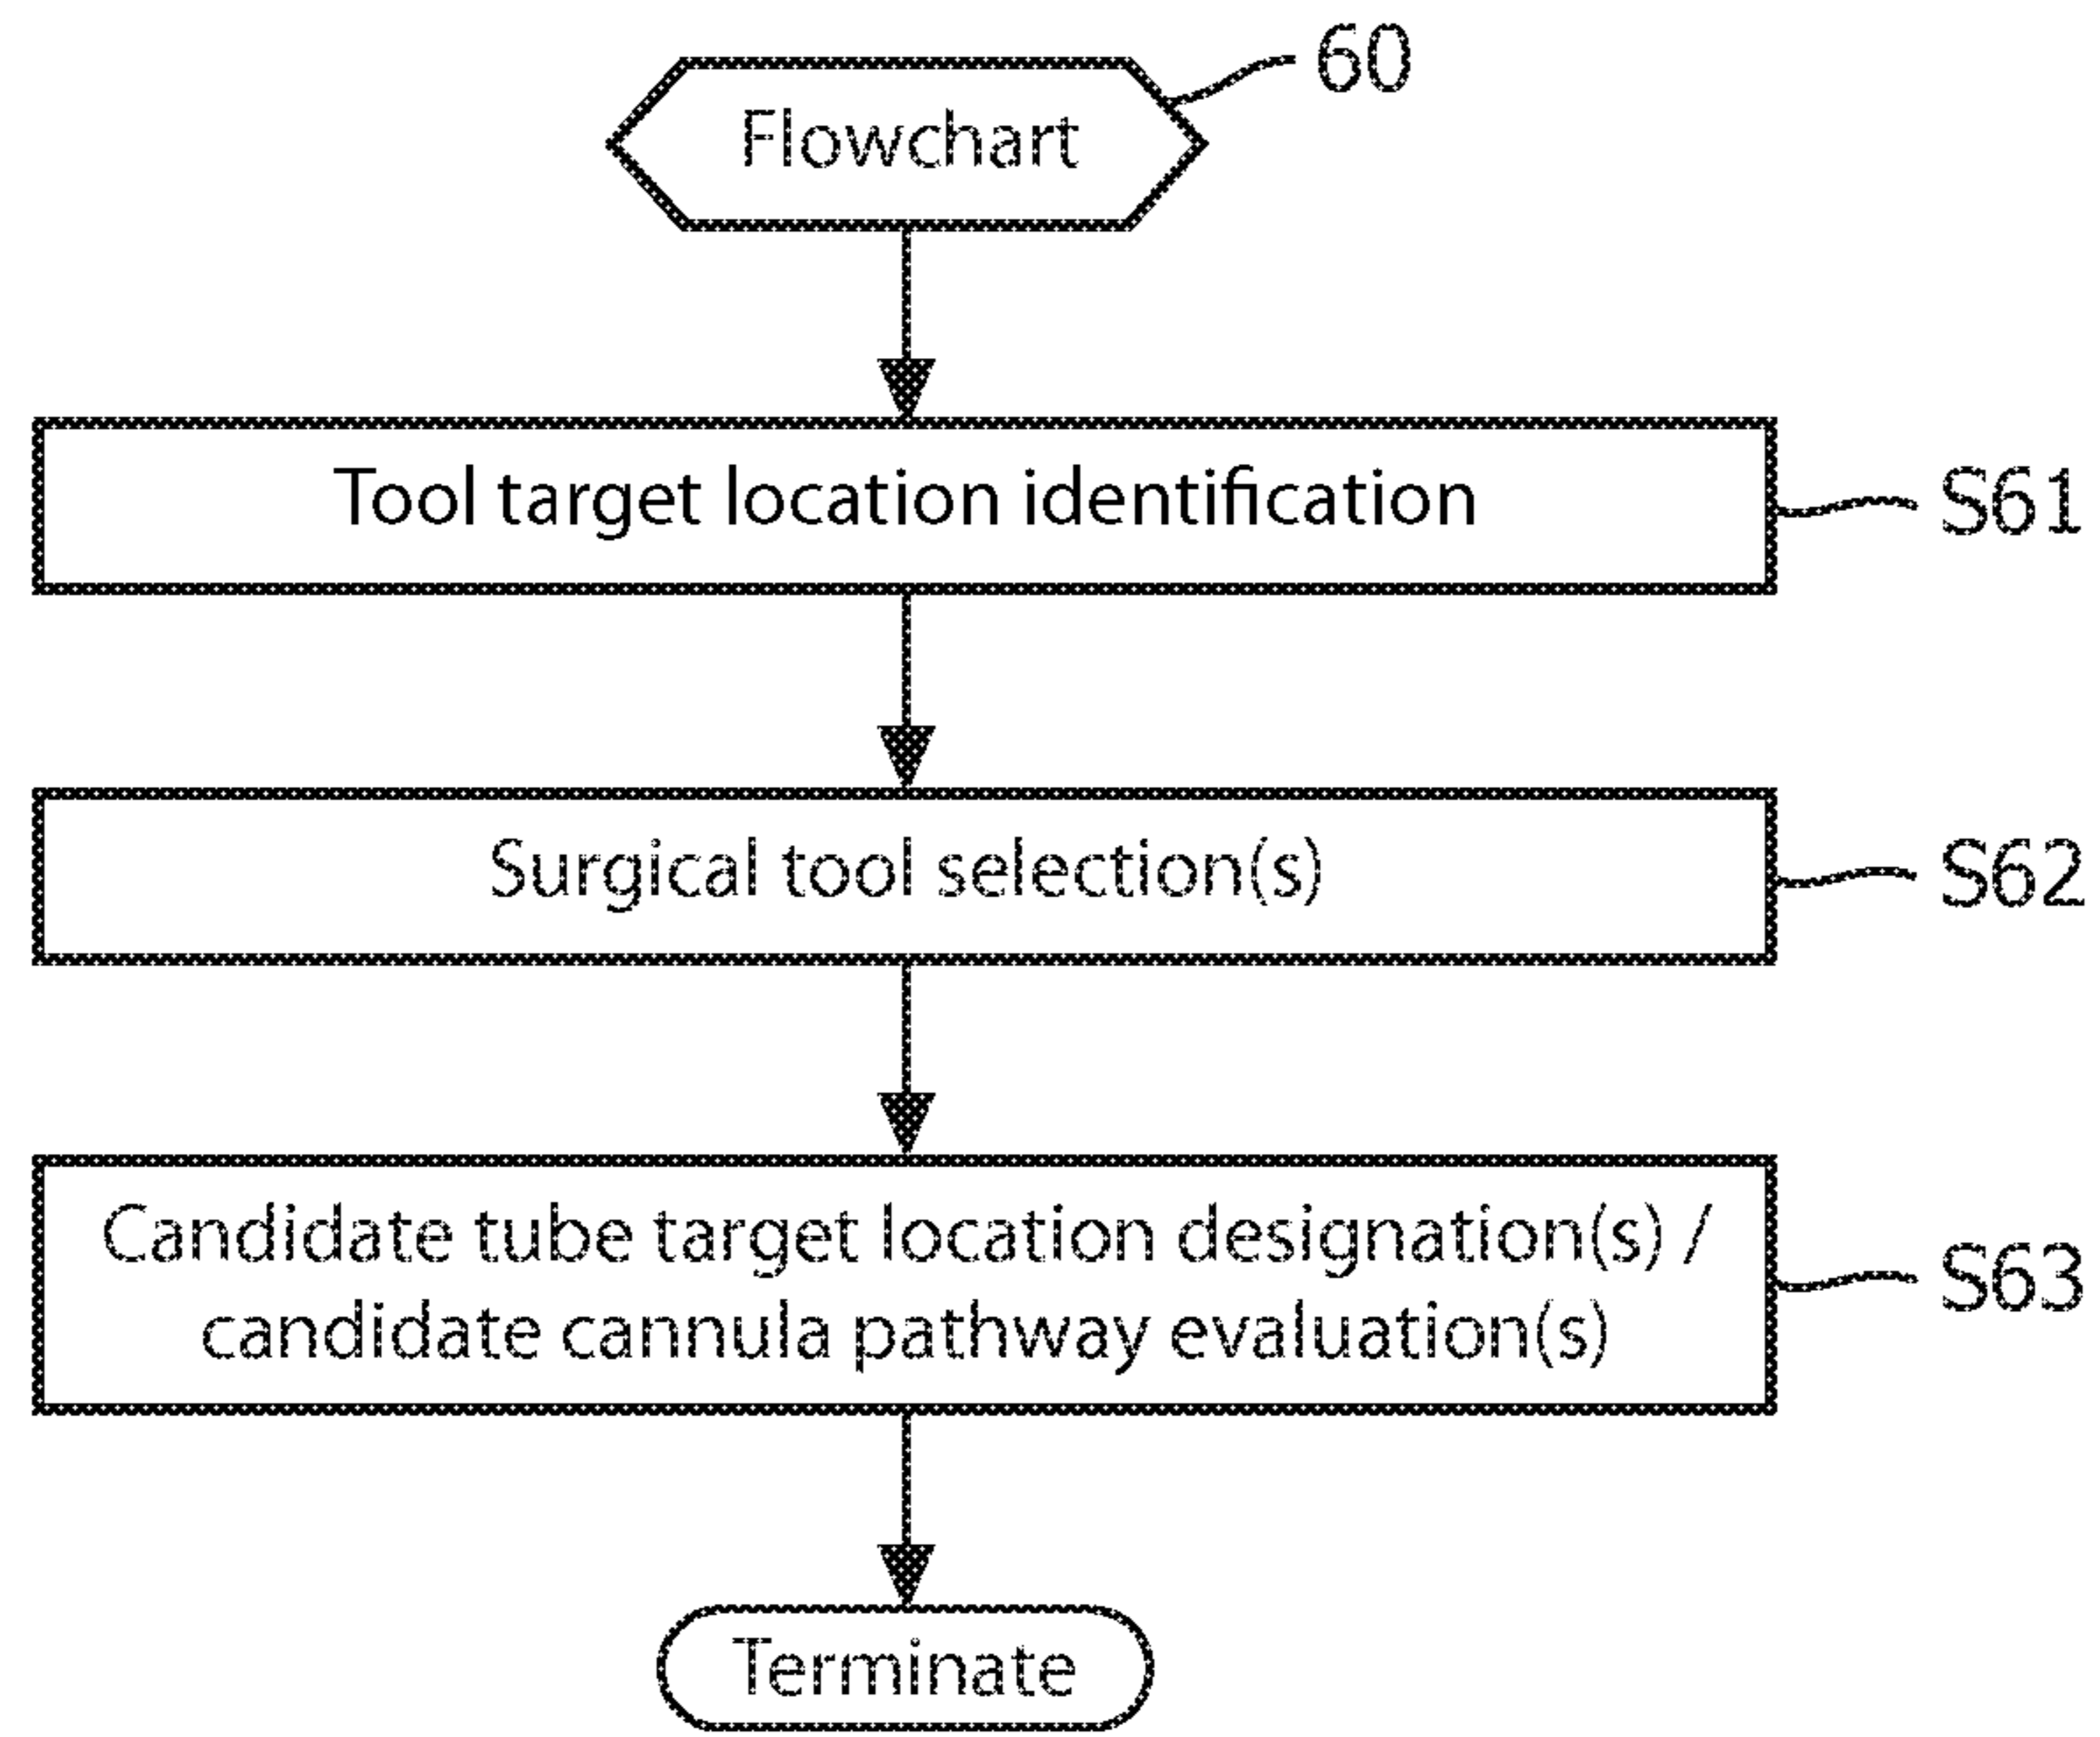 60
Flowchart
Tool target location identification
S61
Surgical tool selection(s)
S62
Candidate tube target location designation(s) /
candidate cannula pathway evaluation(s)
S63
Terminate